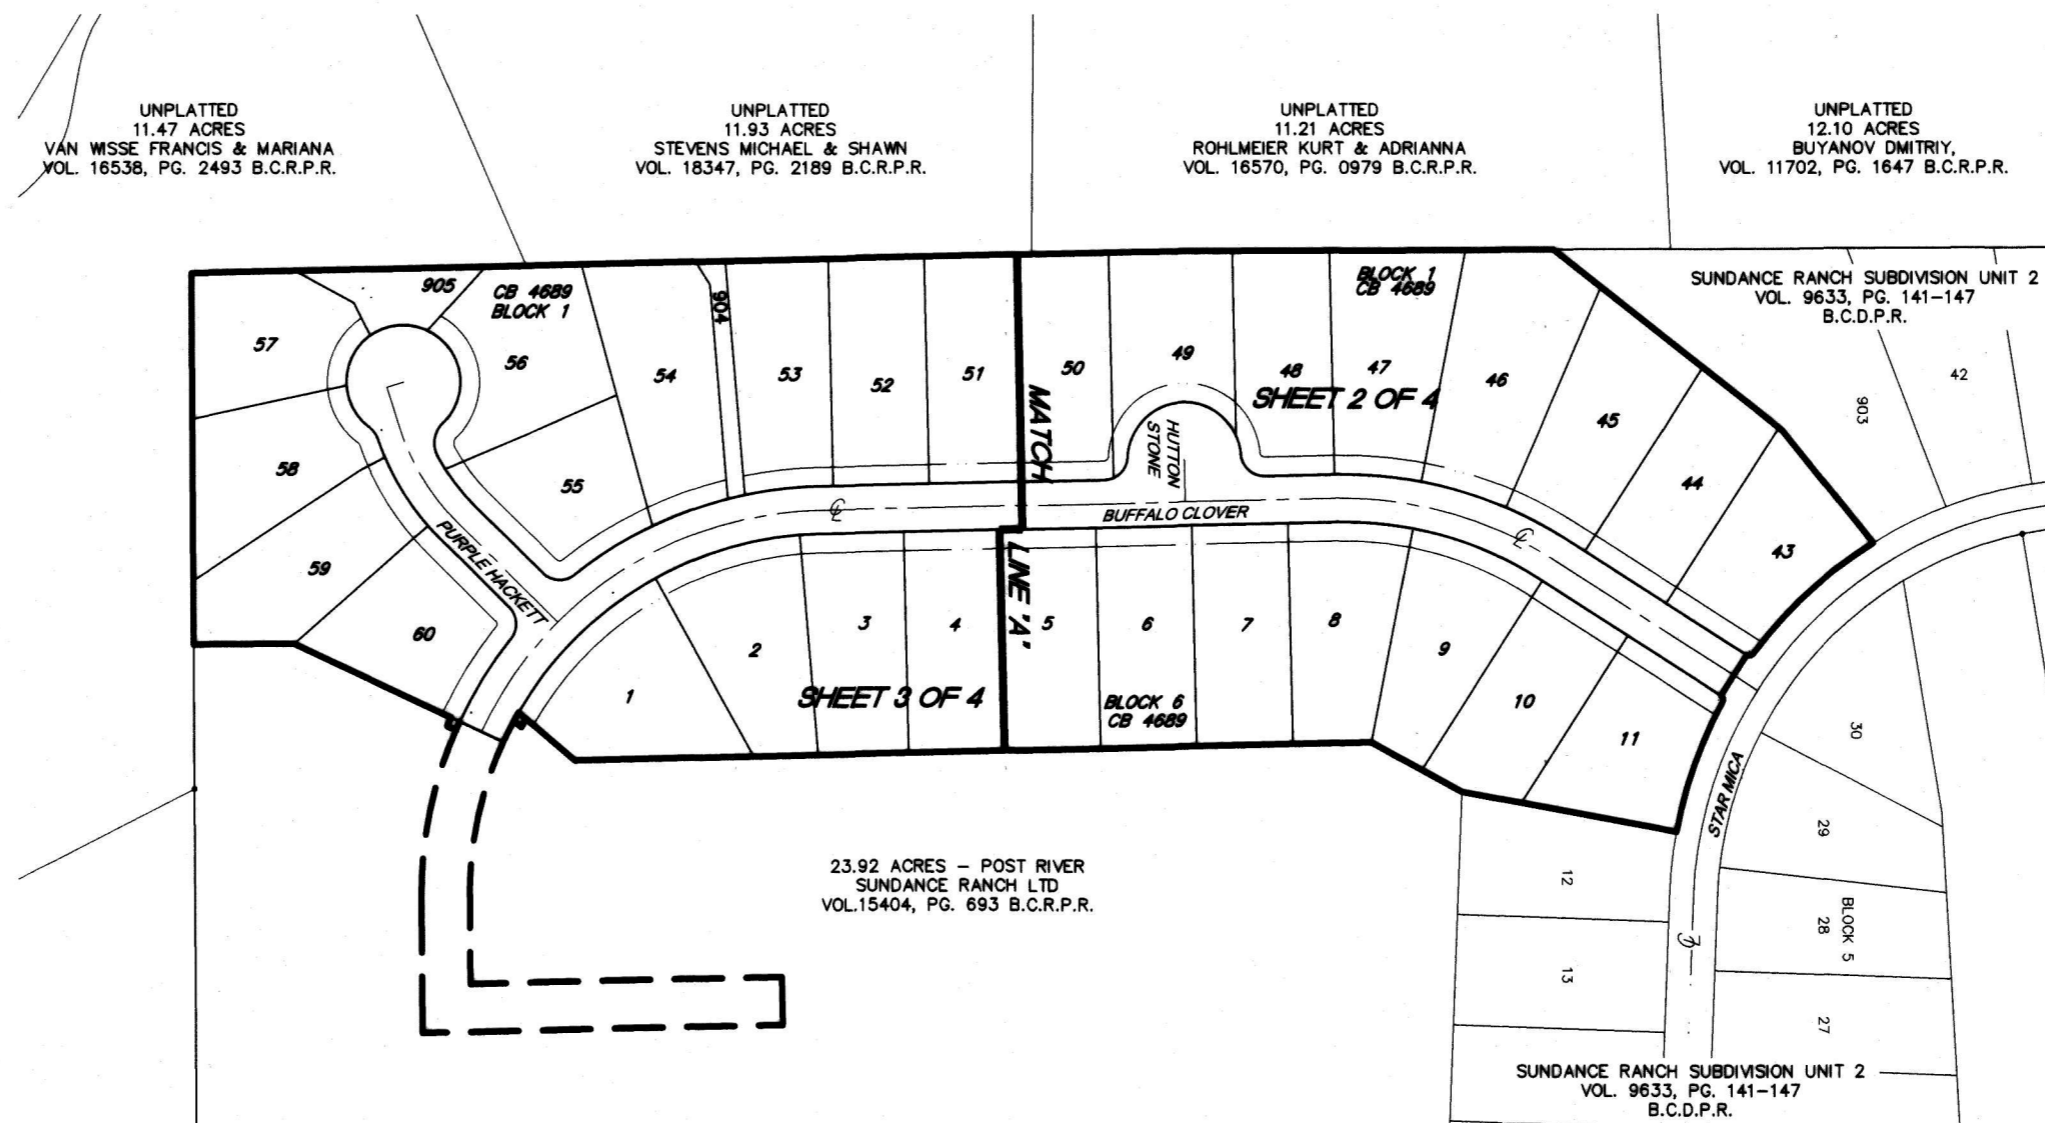 UNPLATTED
11.47 ACRES
VAN WISSE FRANCIS & MARIANA
VOL. 16538, PG. 2493 B.C.R.P.R.
UNPLATTED
11.93 ACRES
STEVENS MICHAEL & SHAWN
VOL. 18347, PG. 2189 B.C.R.P.R.
UNPLATTED
11.21 ACRES
ROHLMEIER KURT & ADRIANNA
VOL. 16570, PG. 0979 B.C.R.P.R.
UNPLATTED
12.10 ACRES
BUYANOV DMITRIY,
VOL. 11702, PG. 1647 B.C.R.P.R.
SUNDANCE RANCH SUBDIVISION UNIT 2
VOL. 9633, PG. 141-147
B.C.D.P.R.
905
CB 4689
BLOCK 1
904
BLOCK 1
CB 4689
57
56
54
53
52
51
50
49
48
47
46
45
44
43
42
903
SHEET 2 OF 4
MATCH
LINE 'A'
HUTTON
STONE
BUFFALO CLOVER
58
55
59
60
PURPLE HACKETT
1
2
3
4
5
6
7
8
9
10
11
SHEET 3 OF 4
BLOCK 6
CB 4689
STAR MICA
30
29
BLOCK 5
28
27
12
13
23.92 ACRES - POST RIVER
SUNDANCE RANCH LTD
VOL.15404, PG. 693 B.C.R.P.R.
SUNDANCE RANCH SUBDIVISION UNIT 2
VOL. 9633, PG. 141-147
B.C.D.P.R.